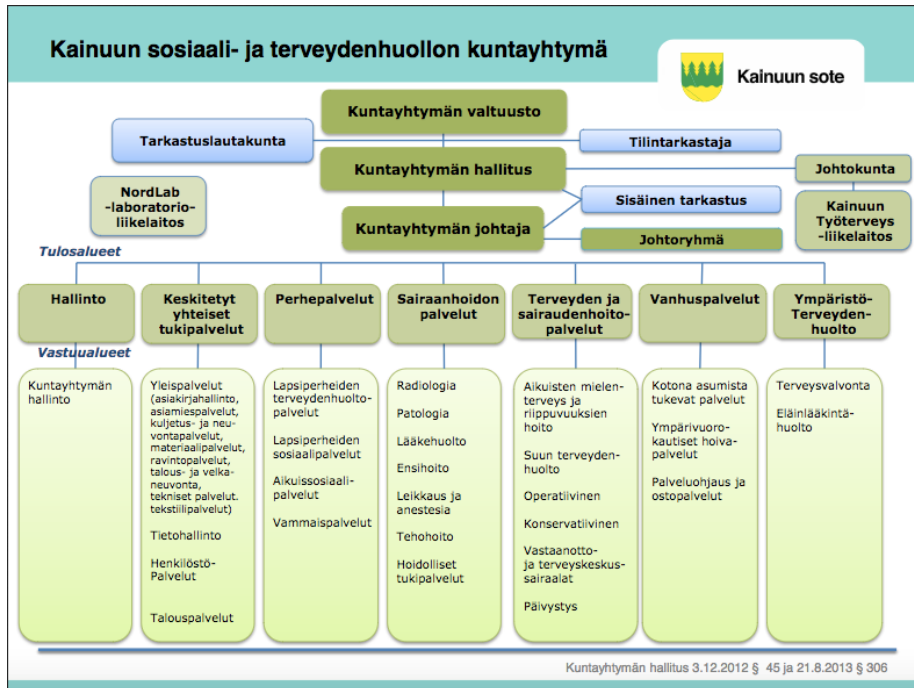 Kainuun sosiaali- ja terveydenhuollon kuntayhtymä
Kainuun sote
Kuntayhtymän valtuusto
Tarkastuslautakunta
Tilintarkastaja
Kuntayhtymän hallitus
Johtokunta
NordLab
-laboratorio-
liikelaitos
Sisäinen tarkastus
Kainuun
Työterveys
-liikelaitos
Kuntayhtymän johtaja
Johtoryhmä
Tulosalueet
Hallinto
Keskitetyt
yhteiset
tukipalvelut
Perhepalvelut
Sairaanhoidon
palvelut
Terveyden ja
sairaudenhoito-
palvelut
Vanhuspalvelut
Ympäristö-
Terveyden-
huolto
Vastuualueet
Kuntayhtymän
hallinto
Yleispalvelut
(asiakirjahallinto,
asiamiespalvelut,
kuljetus- ja neu-
vontapalvelut,
materiaalipalvelut,
ravintopalvelut,
talous- ja velka-
neuvonta,
tekniset palvelut.
tekstiilipalvelut)
Tietohallinto
Henkilöstö-
Palvelut
Talouspalvelut
Lapsiperheiden
terveydenhuolto-
palvelut
Lapsiperheiden
sosiaalipalvelut
Aikuissosiaali-
palvelut
Vammaispalvelut
Radiologia
Patologia
Lääkehuolto
Ensihoito
Leikkaus ja
anestesia
Tehohoito
Hoidolliset
tukipalvelut
Aikuisten mielen-
terveys ja
riippuvuuksien
hoito
Suun terveyden-
huolto
Operatiivinen
Konservatiivinen
Vastaanotto-
ja terveyskeskus-
sairaalat
Päivystys
Kotona asumista
tukevat palvelut
Ympärivuoro-
kautiset hoiva-
palvelut
Palveluohjaus ja
ostopalvelut
Terveysvalvonta
Eläinlääkintä-
huolto
Kuntayhtymän hallitus 3.12.2012 § 45 ja 21.8.2013 § 306